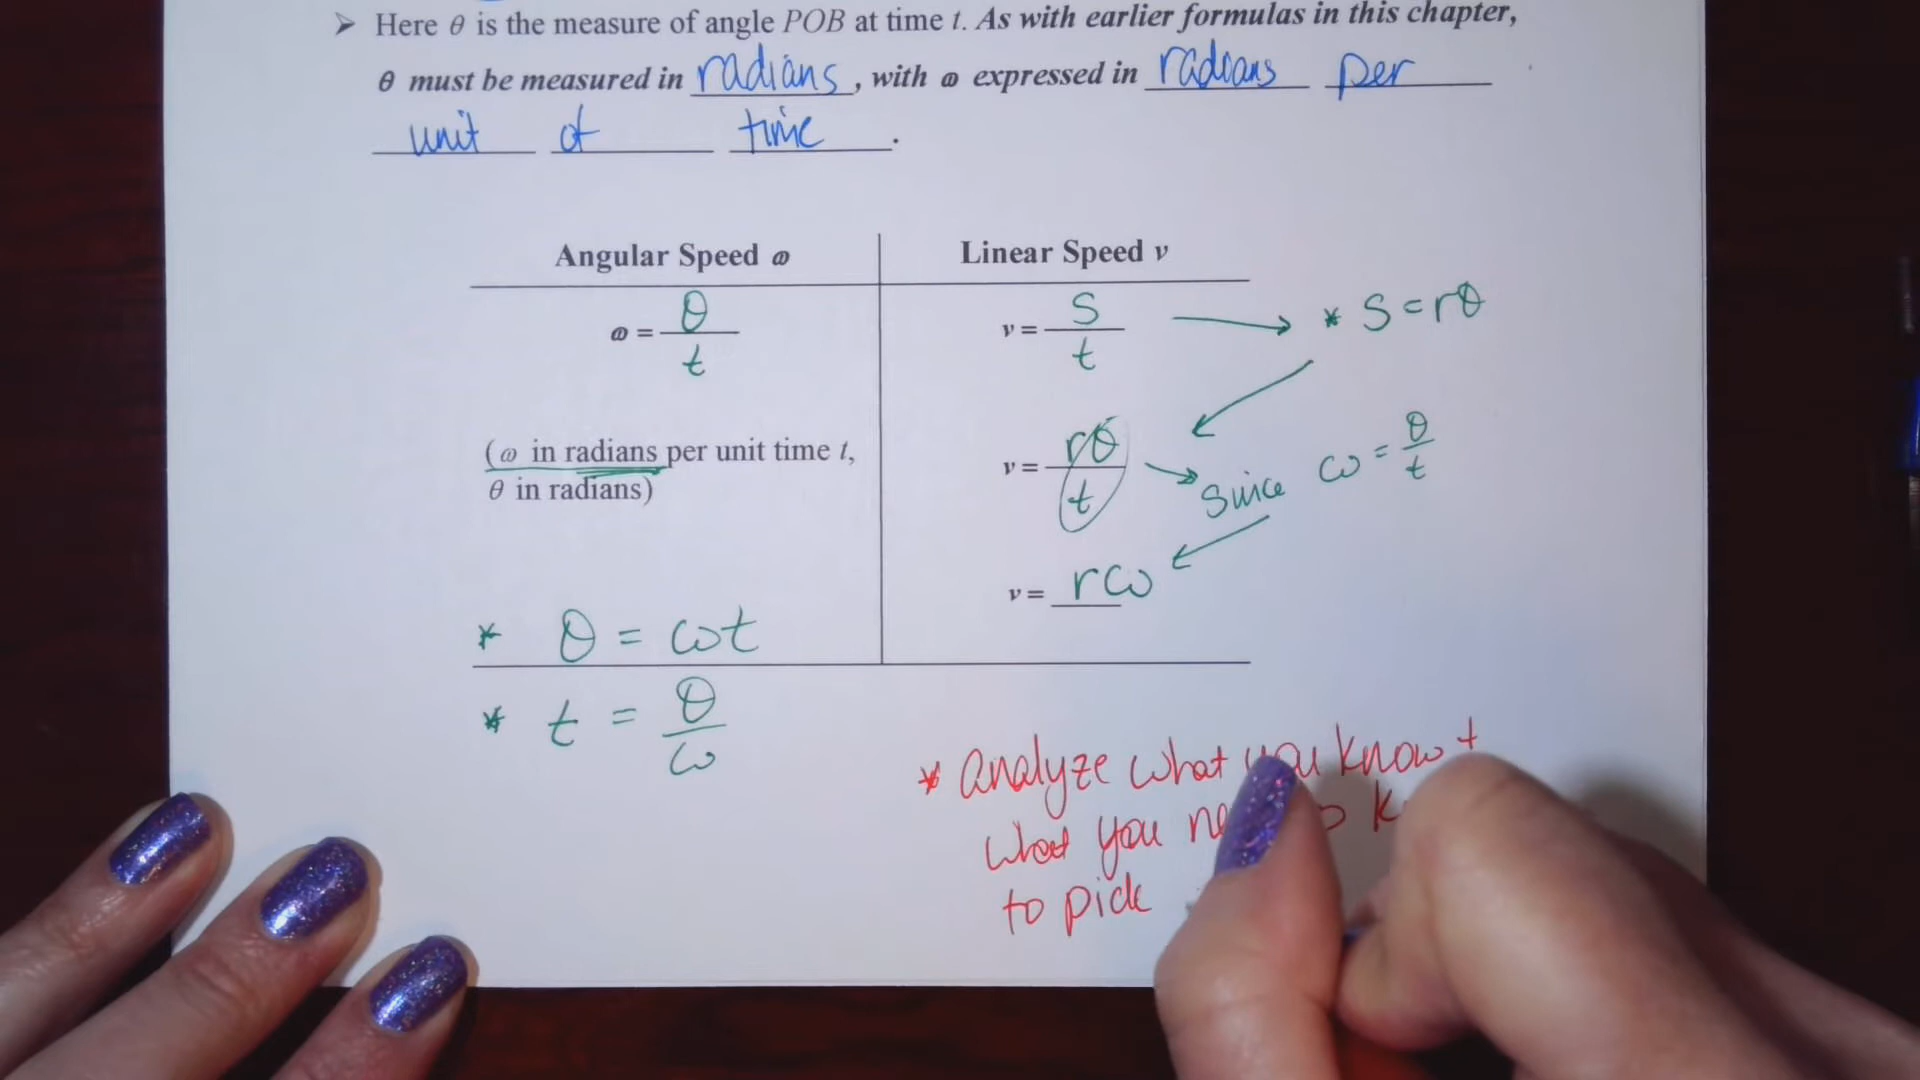 ➤ Here θ is the measure of angle POB at time t. As with earlier formulas in this chapter,
θ must be measured in radians, with ω expressed in radians per
unit of time.
Angular Speed ω
Linear Speed v
ω = θ/t
v = s/t → * S = rθ
(ω in radians per unit time t,
θ in radians)
v = rθ/t → Since ω = θ/t
v = rω
* θ = ωt
* t = θ/ω
* Analyze what you know +
what you
to pick